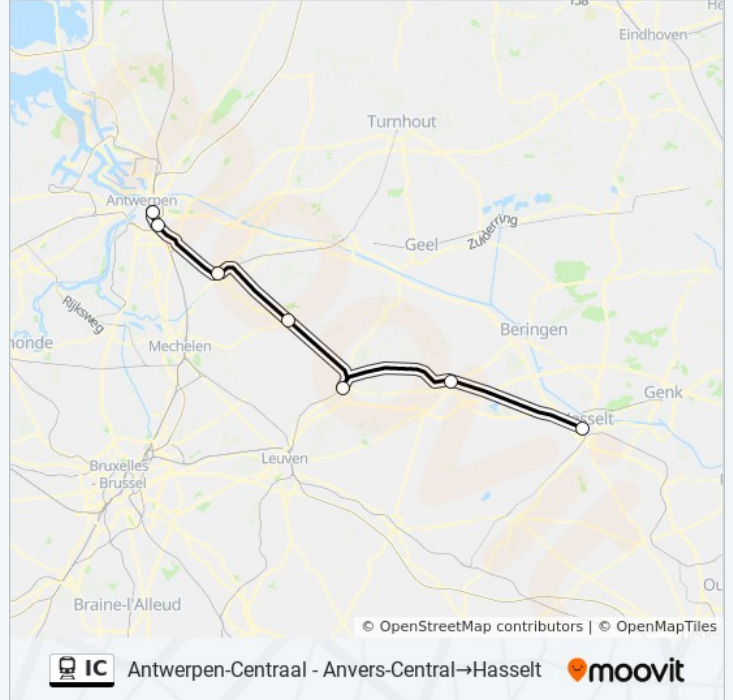 Eindhoven
Turnhout
Antwerpen
Geel
Zuiderring
Rijksweg
Beringen
Mechelen
Genk
Leuven
Bruxelles
- Brussel
Braine-l'Alleud
© OpenStreetMap contributors | © OpenMapTiles
IC Antwerpen-Centraal - Anvers-Central→Hasselt moovit